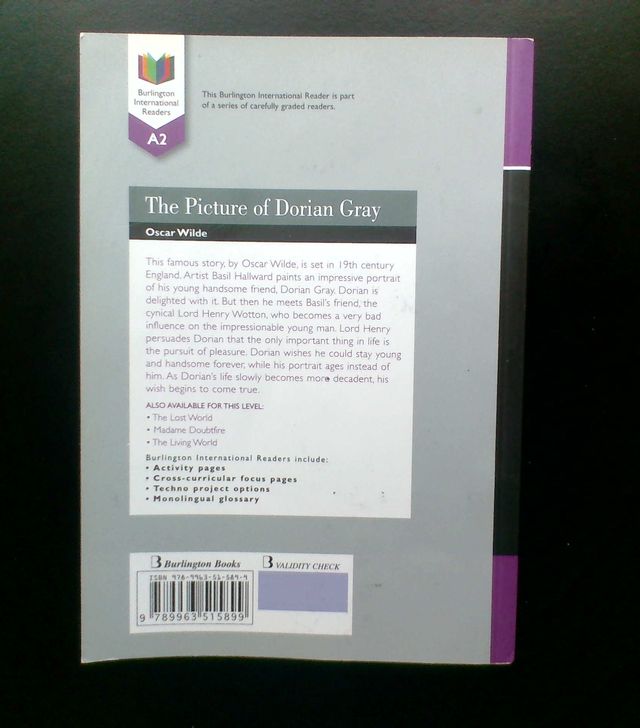 Burlington
International
Readers
A2
This Burlington International Reader is part
of a series of carefully graded readers.
The Picture of Dorian Gray
Oscar Wilde
This famous story, by Oscar Wilde, is set in 19th century
England. Artist Basil Hallward paints an impressive portrait
of his young handsome friend, Dorian Gray. Dorian is
delighted with it. But then he meets Basil's friend, the
cynical Lord Henry Wotton, who becomes a very bad
influence on the impressionable young man. Lord Henry
persuades Dorian that the only important thing in life is
the pursuit of pleasure. Dorian wishes he could stay young
and handsome forever, while his portrait ages instead of
him. As Dorian's life slowly becomes more decadent, his
wish begins to come true.
ALSO AVAILABLE FOR THIS LEVEL:
• The Lost World
• Madame Doubtfire
• The Living World
Burlington International Readers include:
• Activity pages
• Cross-curricular focus pages
• Techno project options
• Monolingual glossary
B Burlington Books
B VALIDITY CHECK
ISBN 978-9963-51-589-9
9 789963 515899